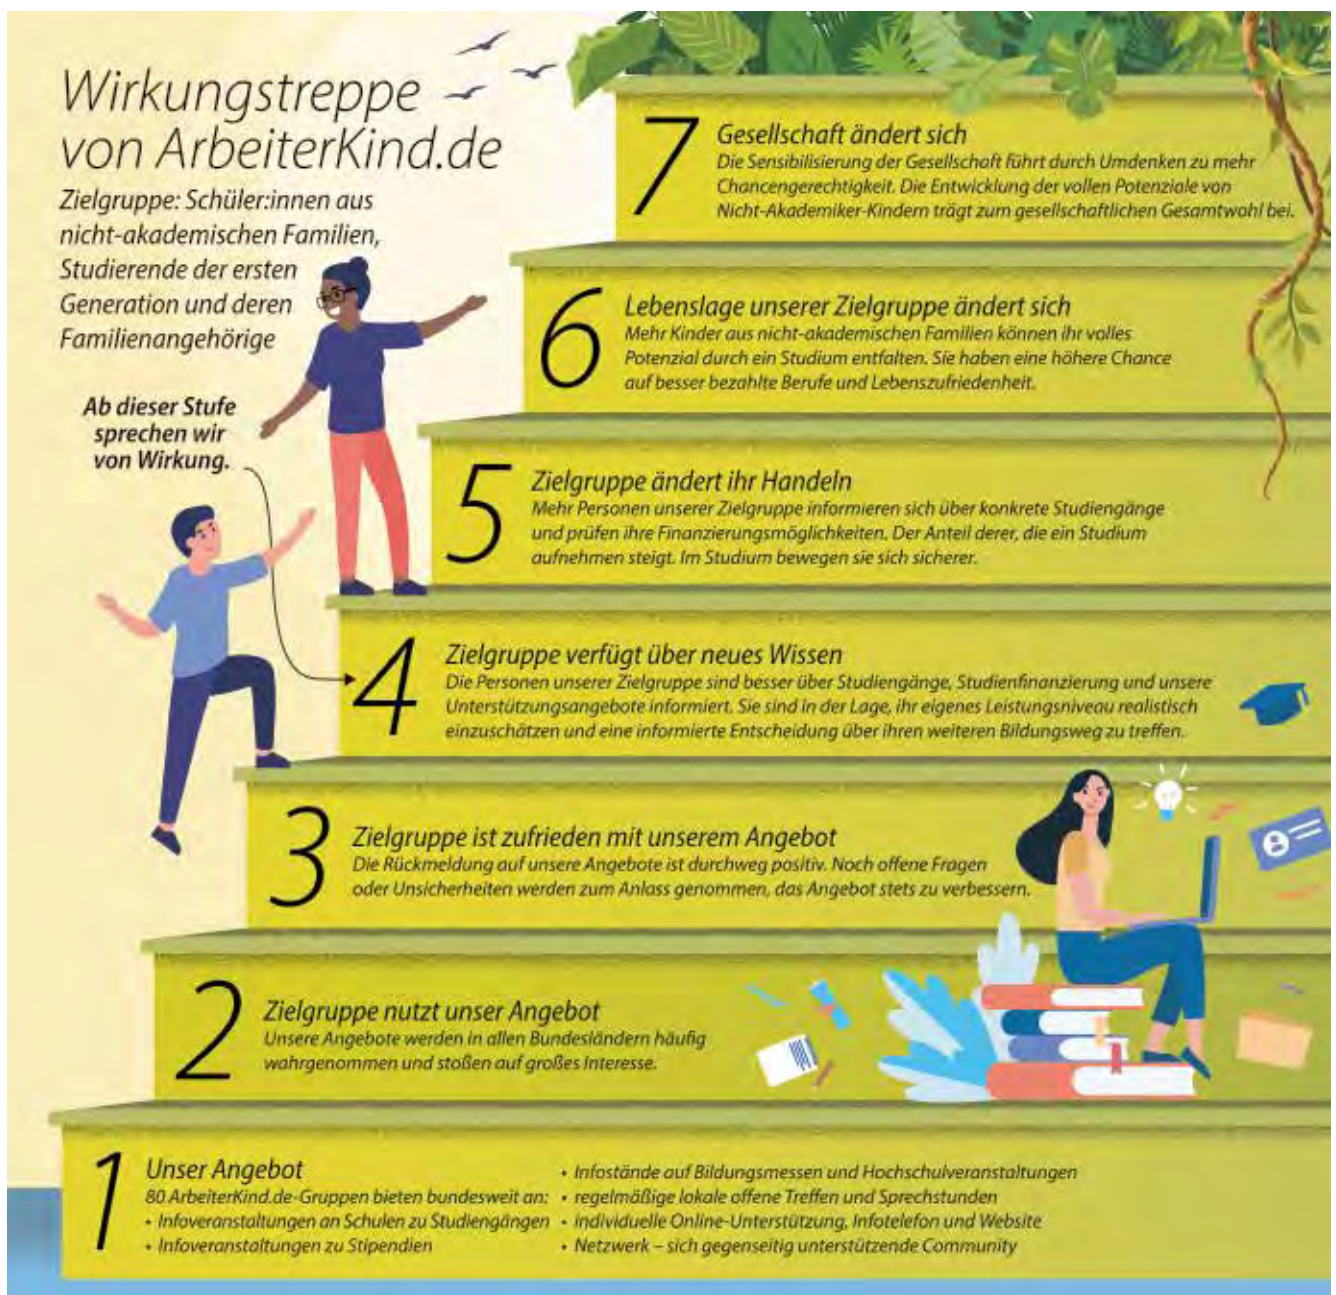 Wirkungstreppe
von ArbeiterKind.de
Zielgruppe: Schüler:innen aus
nicht-akademischen Familien,
Studierende der ersten
Generation und deren
Familienangehörige
Ab dieser Stufe
sprechen wir
von Wirkung.
7
Gesellschaft ändert sich
Die Sensibilisierung der Gesellschaft führt durch Umdenken zu mehr
Chancengerechtigkeit. Die Entwicklung der vollen Potenziale von
Nicht-Akademiker-Kindern trägt zum gesellschaftlichen Gesamtwohl bei.
6
Lebenslage unserer Zielgruppe ändert sich
Mehr Kinder aus nicht-akademischen Familien können ihr volles
Potenzial durch ein Studium entfalten. Sie haben eine höhere Chance
auf besser bezahlte Berufe und Lebenszufriedenheit.
5
Zielgruppe ändert ihr Handeln
Mehr Personen unserer Zielgruppe informieren sich über konkrete Studiengänge
und prüfen ihre Finanzierungsmöglichkeiten. Der Anteil derer, die ein Studium
aufnehmen steigt. Im Studium bewegen sie sich sicherer.
4
Zielgruppe verfügt über neues Wissen
Die Personen unserer Zielgruppe sind besser über Studiengänge, Studienfinanzierung und unsere
Unterstützungsangebote informiert. Sie sind in der Lage, ihr eigenes Leistungsniveau realistisch
einzuschätzen und eine informierte Entscheidung über ihren weiteren Bildungsweg zu treffen.
3
Zielgruppe ist zufrieden mit unserem Angebot
Die Rückmeldung auf unsere Angebote ist durchweg positiv. Noch offene Fragen
oder Unsicherheiten werden zum Anlass genommen, das Angebot stets zu verbessern.
2
Zielgruppe nutzt unser Angebot
Unsere Angebote werden in allen Bundesländern häufig
wahrgenommen und stoßen auf großes Interesse.
1
Unser Angebot
80 ArbeiterKind.de-Gruppen bieten bundesweit an:
• Infoveranstaltungen an Schulen zu Studiengängen
• Infoveranstaltungen zu Stipendien
• Infostände auf Bildungsmessen und Hochschulveranstaltungen
• regelmäßige lokale offene Treffen und Sprechstunden
• individuelle Online-Unterstützung, Infotelefon und Website
• Netzwerk – sich gegenseitig unterstützende Community